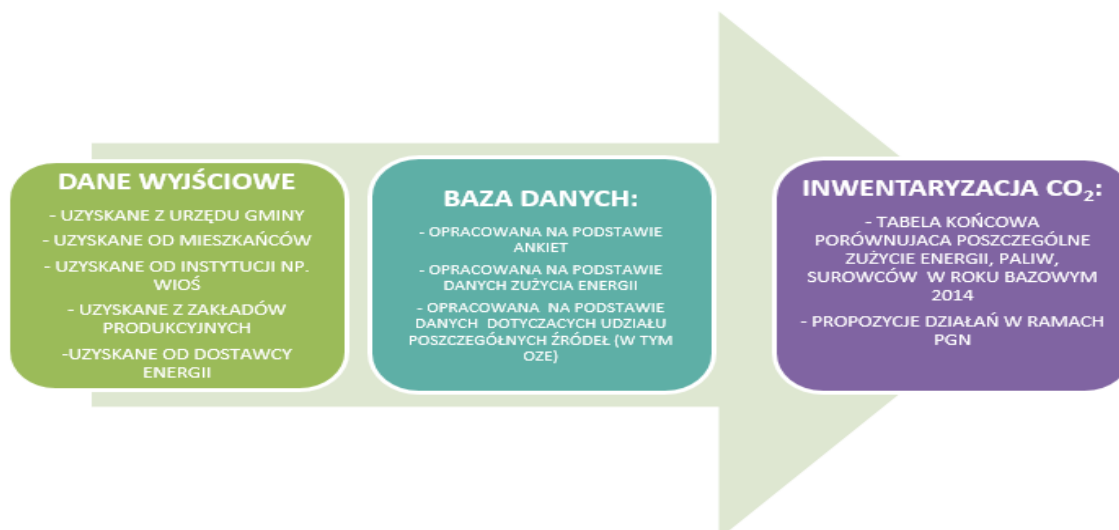 DANE WYJŚCIOWE
- UZYSKANE Z URZĘDU GMINY
- UZYSKANE OD MIESZKAŃCÓW
- UZYSKANE OD INSTYTUCJI NP.
WIOŚ
- UZYSKANE Z ZAKŁADÓW
PRODUKCYJNYCH
-UZYSKANE OD DOSTAWCY
ENERGII
BAZA DANYCH:
- OPRACOWANA NA PODSTAWIE
ANKIET
- OPRACOWANA NA PODSTAWIE
DANYCH ZUŻYCIA ENERGII
- OPRACOWANA NA PODSTAWIE
DANYCH DOTYCZACYCH UDZIAŁU
POSZCZEGÓLNYCH ŹRÓDEŁ (W TYM
OZE)
INWENTARYZACJA CO₂:
- TABELA KOŃCOWA
PORÓWNUJACA POSZCZEGÓLNE
ZUŻYCIE ENERGII, PALIW,
SUROWCÓW W ROKU BAZOWYM
2014
- PROPOZYCJE DZIAŁAŃ W RAMACH
PGN